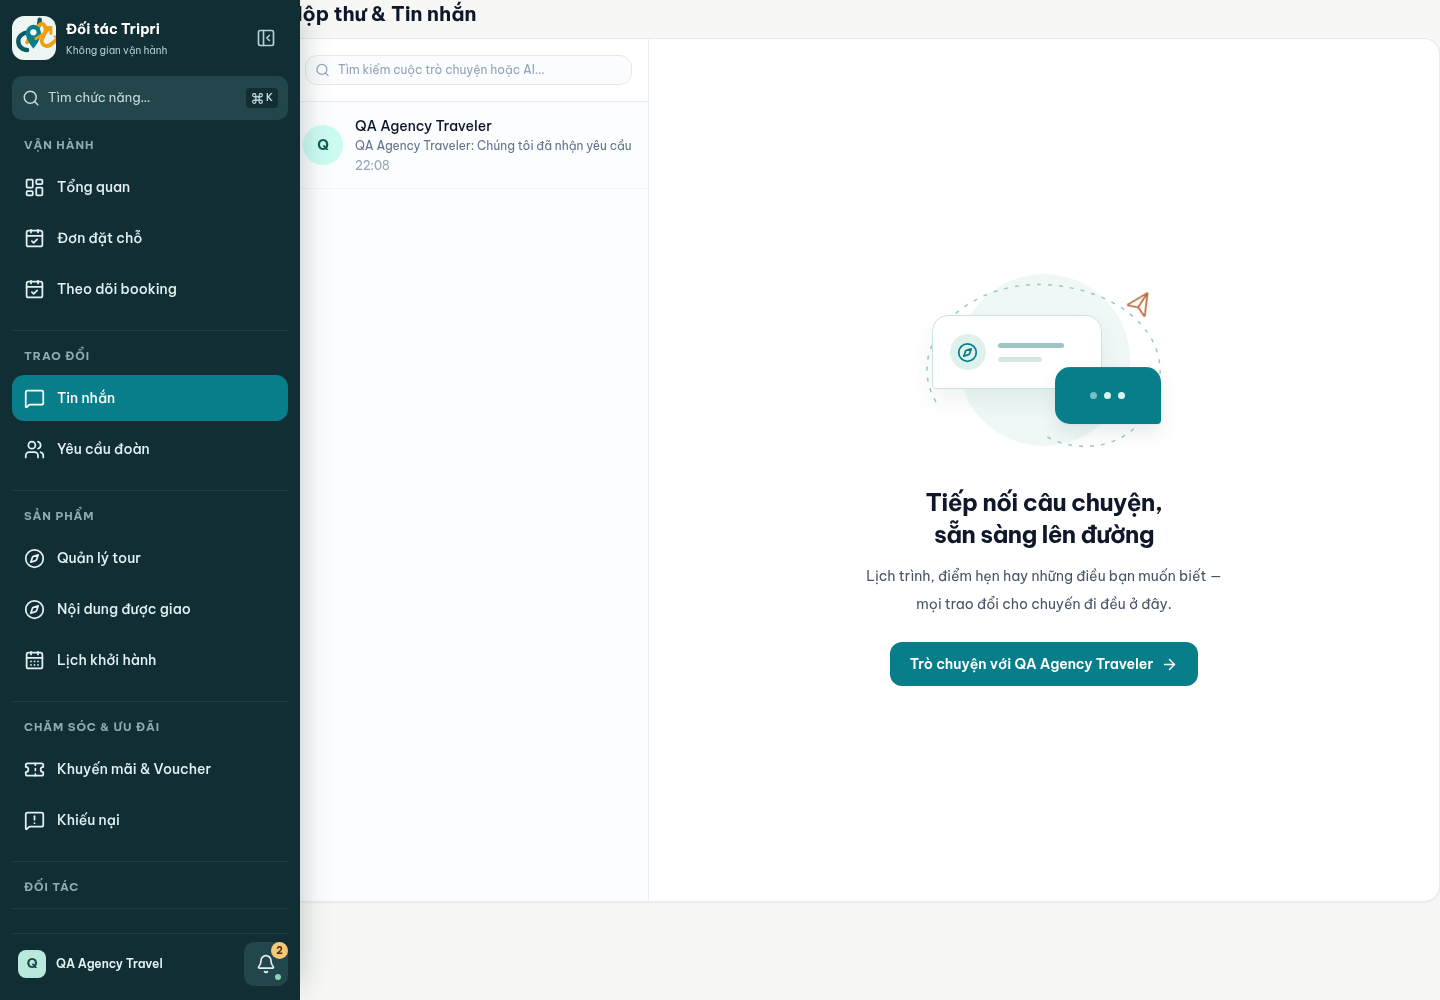 Đối tác Tripri
Không gian vận hành
Tìm chức năng...
⌘K
VẬN HÀNH
Tổng quan
Đơn đặt chỗ
Theo dõi booking
TRAO ĐỔI
Tin nhắn
Yêu cầu đoàn
SẢN PHẨM
Quản lý tour
Nội dung được giao
Lịch khởi hành
CHĂM SÓC & ƯU ĐÃI
Khuyến mãi & Voucher
Khiếu nại
ĐỐI TÁC
Q
QA Agency Travel
2
thư & Tin nhắn
Tìm kiếm cuộc trò chuyện hoặc AI...
Q
QA Agency Traveler
QA Agency Traveler: Chúng tôi đã nhận yêu cầu
22:08
Tiếp nối câu chuyện,
sẵn sàng lên đường
Lịch trình, điểm hẹn hay những điều bạn muốn biết —
mọi trao đổi cho chuyến đi đều ở đây.
Trò chuyện với QA Agency Traveler